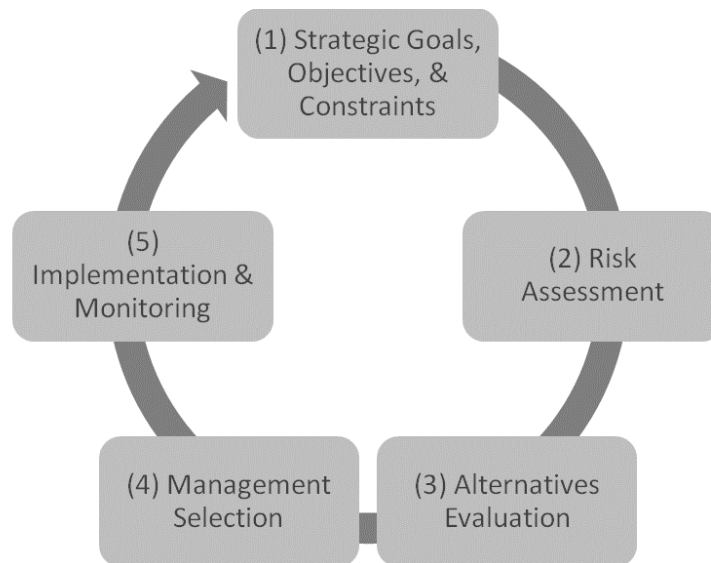 (1) Strategic Goals,
Objectives, &
Constraints
(2) Risk
Assessment
(3) Alternatives
Evaluation
(4) Management
Selection
(5)
Implementation &
Monitoring